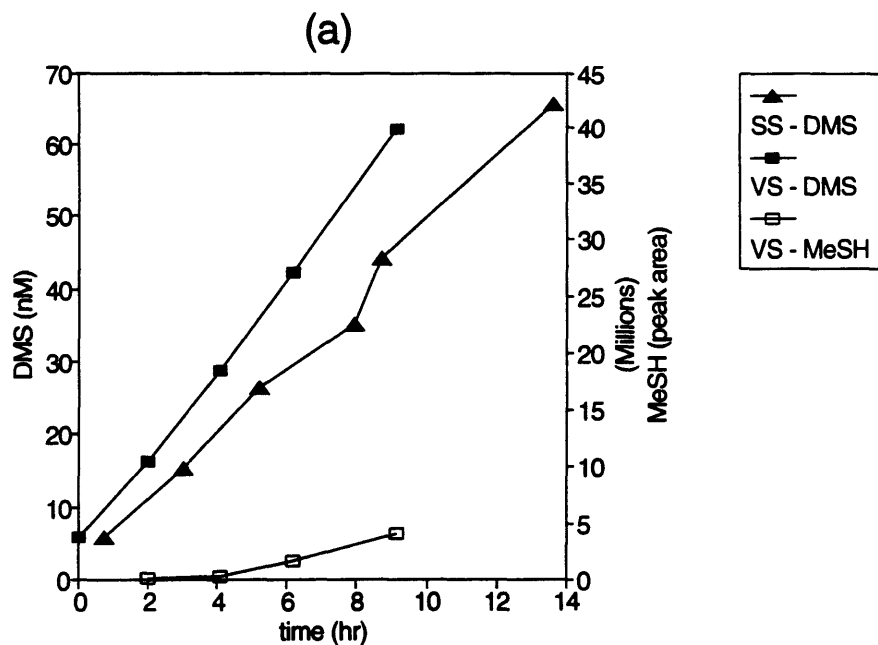 (a)
70
60
50
40
30
20
10
0
DMS (nM)
0 2 4 6 8 10 12 14
time (hr)
45
40
35
30
25
20
15
10
5
0
(Millions)
MeSH (peak area)
SS - DMS
VS - DMS
VS - MeSH